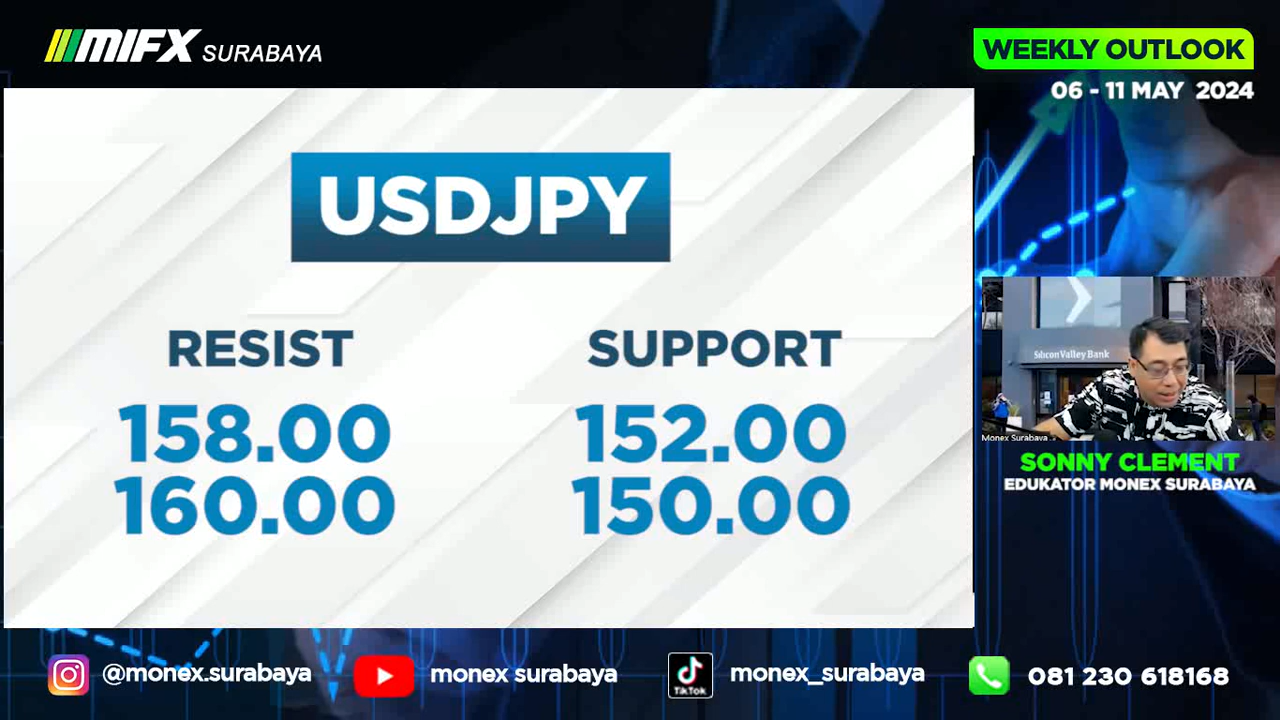 MIFX SURABAYA
WEEKLY OUTLOOK
06 - 11 MAY 2024
USDJPY
RESIST
158.00
160.00
SUPPORT
152.00
150.00
Silicon Valley Bank
Monex Surabaya
SONNY CLEMENT
EDUKATOR MONEX SURABAYA
@monex.surabaya
monex surabaya
TikTok
monex_surabaya
081 230 618168